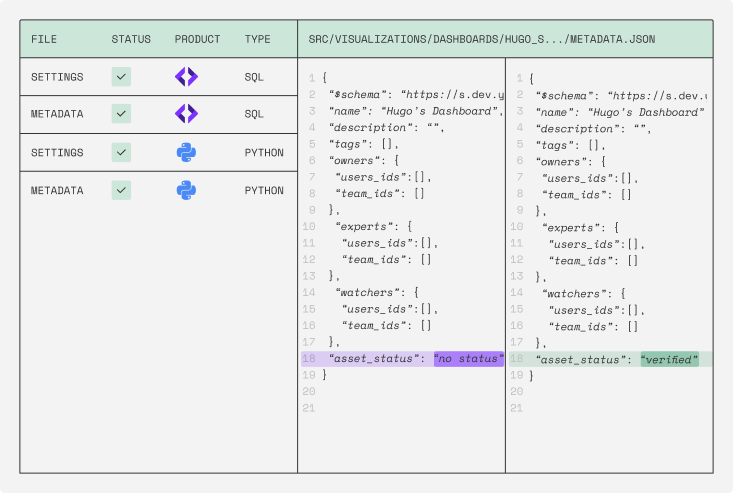 FILE STATUS PRODUCT TYPE
SETTINGS SQL
METADATA SQL
SETTINGS PYTHON
METADATA PYTHON
SRC/VISUALIZATIONS/DASHBOARDS/HUGO_S.../METADATA.JSON
1 {
2 “$schema”: “https://s.dev.y
3 “name”: “Hugo’s Dashboard”,
4 “description”: “”,
5 “tags”: [],
6 “owners”: {
7 “users_ids”:[],
8 “team_ids”: []
9 },
10 “experts”: {
11 “users_ids”:[],
12 “team_ids”: []
13 },
14 “watchers”: {
15 “users_ids”:[],
16 “team_ids”: []
17 },
18 “asset_status”: “no status”
19 }
20
21
1 {
2 “$schema”: “https://s.dev.
3 “name”: “Hugo’s Dashboard”
4 “description”: “”,
5 “tags”: [],
6 “owners”: {
7 “users_ids”:[],
8 “team_ids”: []
9 },
10 “experts”: {
11 “users_ids”:[],
12 “team_ids”: []
13 },
14 “watchers”: {
15 “users_ids”:[],
16 “team_ids”: []
17 },
18 “asset_status”: “verified”
19 }
20
21